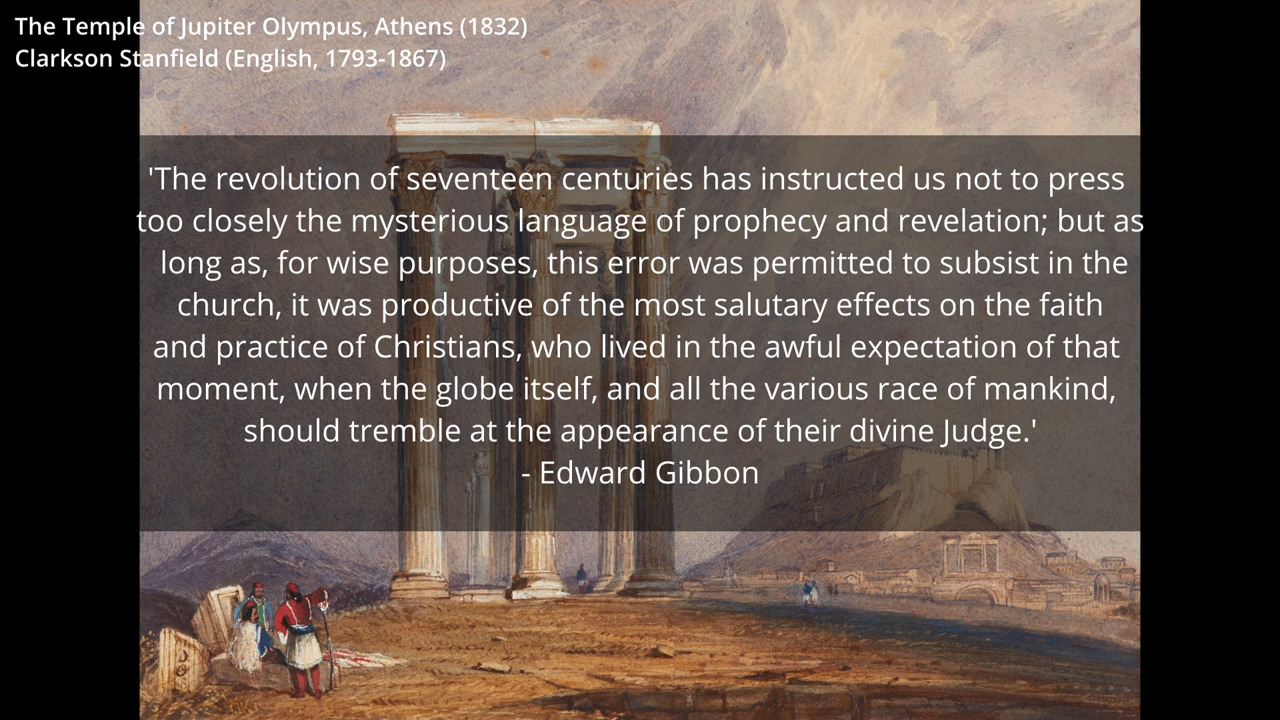 The Temple of Jupiter Olympus, Athens (1832)
Clarkson Stanfield (English, 1793-1867)
'The revolution of seventeen centuries has instructed us not to press
too closely the mysterious language of prophecy and revelation; but as
long as, for wise purposes, this error was permitted to subsist in the
church, it was productive of the most salutary effects on the faith
and practice of Christians, who lived in the awful expectation of that
moment, when the globe itself, and all the various race of mankind,
should tremble at the appearance of their divine Judge.'
- Edward Gibbon